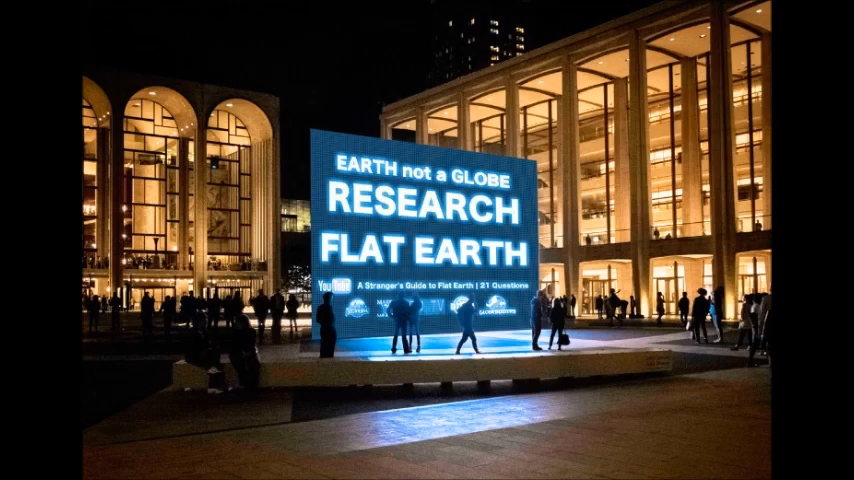 EARTH not a GLOBE
RESEARCH
FLAT EARTH
YouTube A Stranger's Guide to Flat Earth | 21 Questions